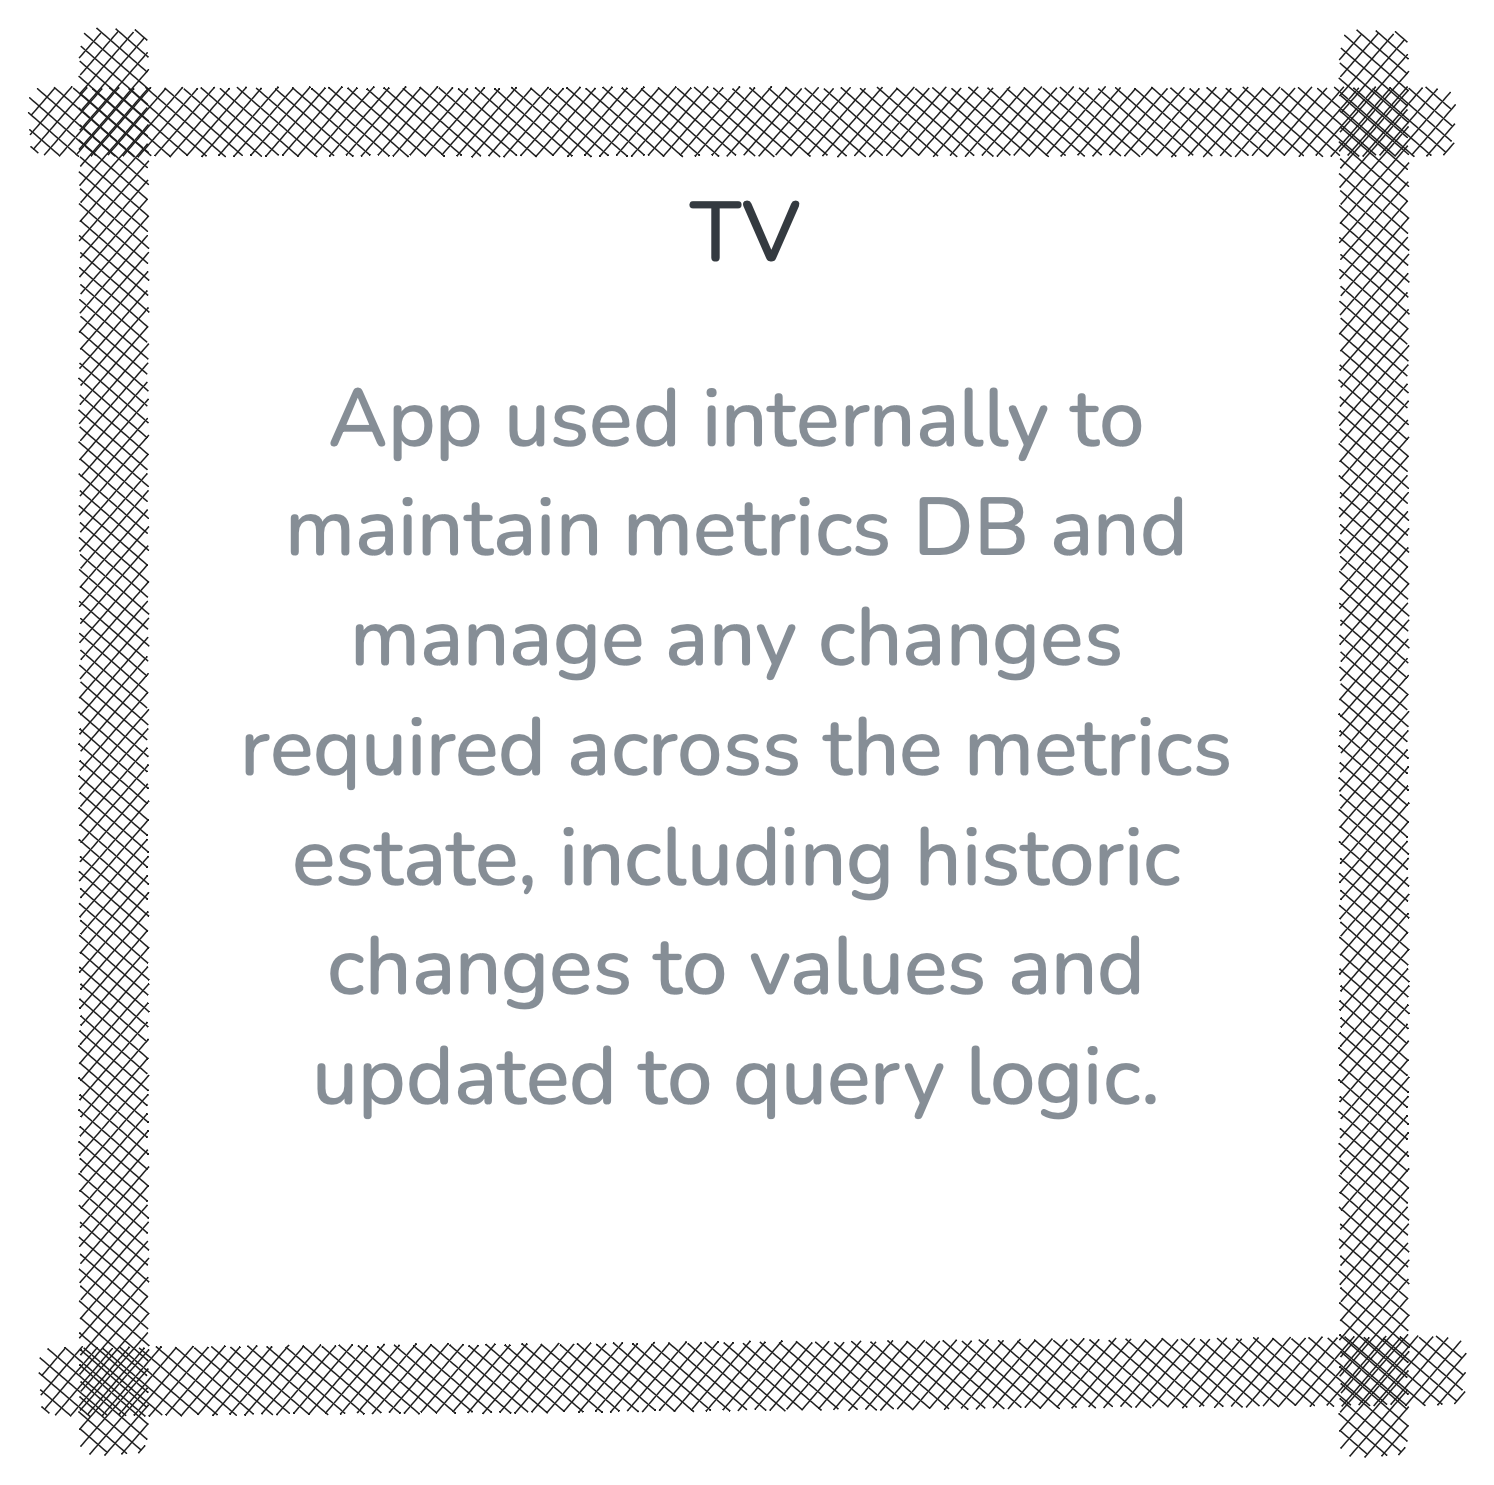 TV
App used internally to
maintain metrics DB and
manage any changes
required across the metrics
estate, including historic
changes to values and
updated to query logic.